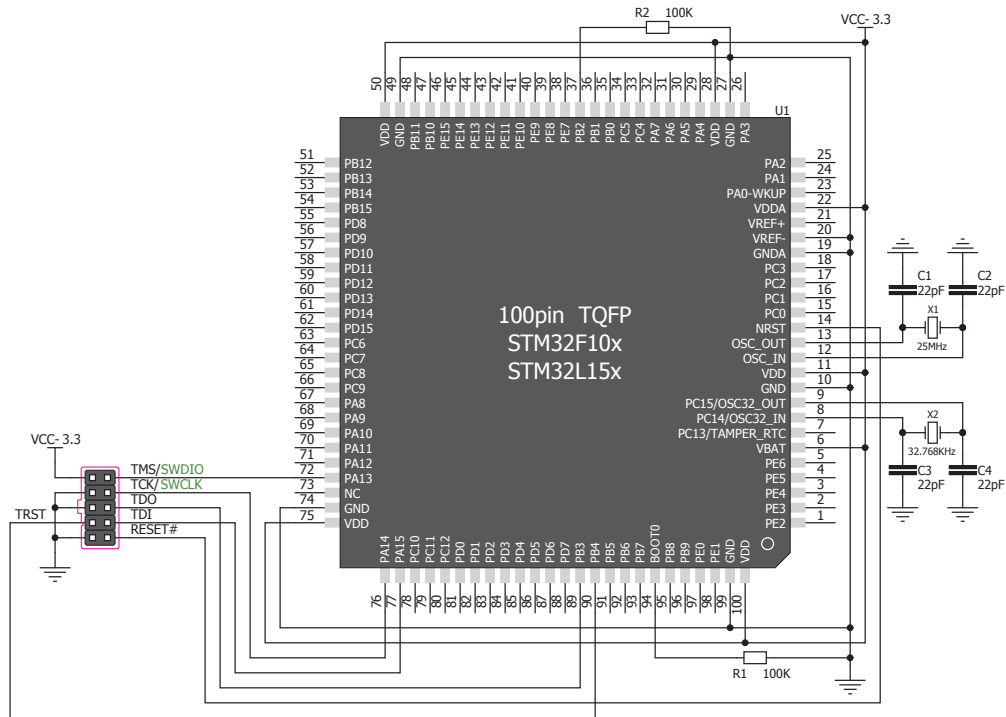 R2 100K
VCC- 3.3
50 49 48 47 46 45 44 43 42 41 40 39 38 37 36 35 34 33 32 31 30 29 28 27 26
U1
VDD GND PB11 PB10 PE15 PE14 PE13 PE12 PE11 PE10 PE9 PE8 PE7 PB2 PB1 PB0 PC5 PC4 PA7 PA6 PA5 PA4 VDD GND PA3
51 PB12
52 PB13
53 PB14
54 PB15
55 PD8
56 PD9
57 PD10
58 PD11
59 PD12
60 PD13
61 PD14
62 PD15
63 PC6
64 PC7
65 PC8
66 PC9
67 PA8
68 PA9
69 PA10
70 PA11
71 PA12
72 PA13
73 NC
74 GND
75 VDD
100pin TQFP
STM32F10x
STM32L15x
PA2 25
PA1 24
PA0-WKUP 23
VDDA 22
VREF+ 21
VREF- 20
GNDA 19
PC3 18
PC2 17
PC1 16
PC0 15
NRST 14
OSC_OUT 13
OSC_IN 12
VDD 11
GND 10
PC15/OSC32_OUT 9
PC14/OSC32_IN 8
PC13/TAMPER_RTC 7
VBAT 6
PE6 5
PE5 4
PE4 3
PE3 2
PE2 1
C1
22pF
C2
22pF
X1
25MHz
X2
32.768KHz
C3
22pF
C4
22pF
VCC- 3.3
TMS/SWDIO
TCK/SWCLK
TDO
TDI
TRST
RESET#
PA14 PA15 PC10 PC11 PC12 PD0 PD1 PD2 PD3 PD4 PD5 PD6 PD7 PB3 PB4 PB5 PB6 PB7 BOOT0 PB8 PB9 PE0 PE1 GND VDD
76 77 78 79 80 81 82 83 84 85 86 87 88 89 90 91 92 93 94 95 96 97 98 99 100
R1 100K